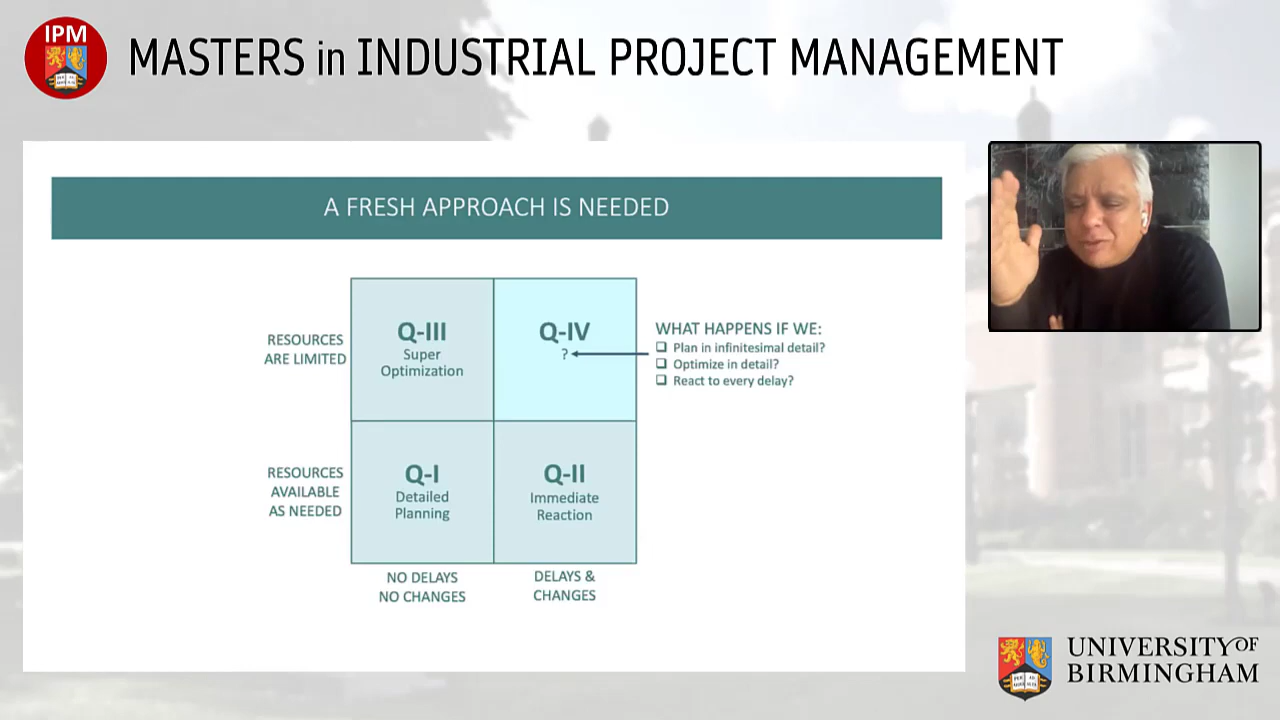 IPM
MASTERS in INDUSTRIAL PROJECT MANAGEMENT
A FRESH APPROACH IS NEEDED
RESOURCES
ARE LIMITED
Q-III
Super
Optimization
Q-IV
?
WHAT HAPPENS IF WE:
Plan in infinitesimal detail?
Optimize in detail?
React to every delay?
RESOURCES
AVAILABLE
AS NEEDED
Q-I
Detailed
Planning
Q-II
Immediate
Reaction
NO DELAYS
NO CHANGES
DELAYS &
CHANGES
UNIVERSITY OF
BIRMINGHAM